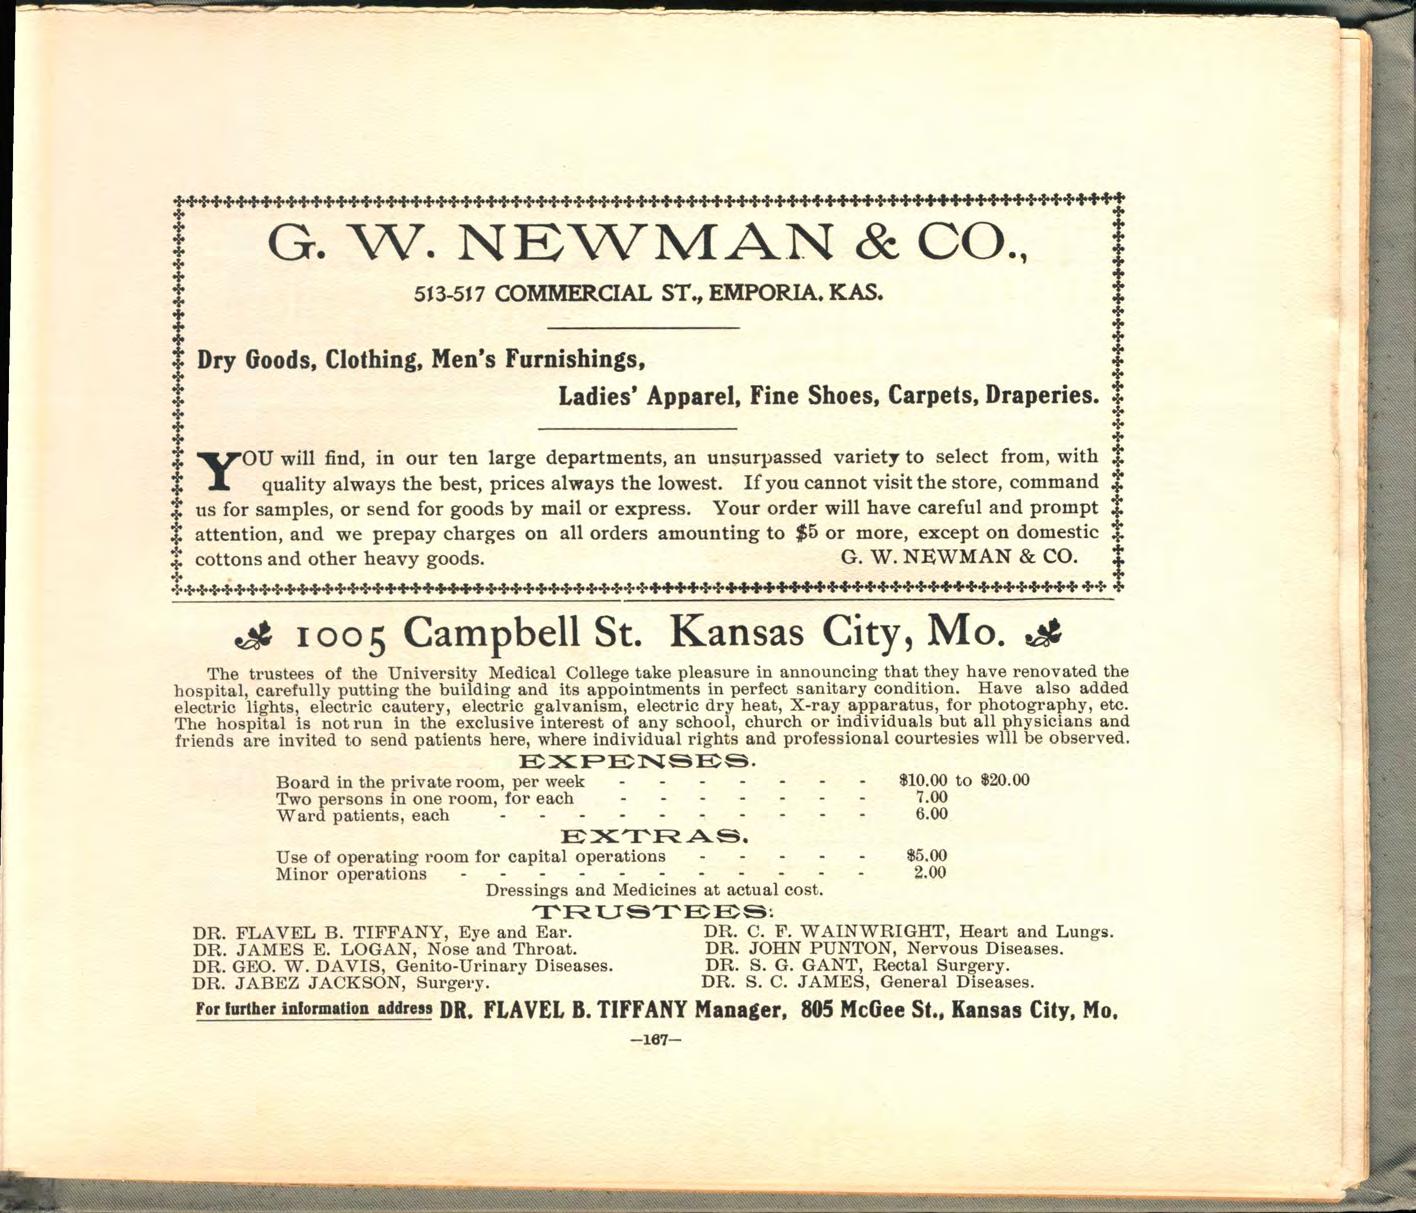 G. W. NEWMAN & CO.,
513-517 COMMERCIAL ST., EMPORIA. KAS.
Dry Goods, Clothing, Men's Furnishings,
Ladies' Apparel, Fine Shoes, Carpets, Draperies.
YOU will find, in our ten large departments, an unsurpassed variety to select from, with
quality always the best, prices always the lowest. If you cannot visit the store, command
us for samples, or send for goods by mail or express. Your order will have careful and prompt
attention, and we prepay charges on all orders amounting to $5 or more, except on domestic
cottons and other heavy goods. G. W. NEWMAN & CO.
1005 Campbell St. Kansas City, Mo.
The trustees of the University Medical College take pleasure in announcing that they have renovated the
hospital, carefully putting the building and its appointments in perfect sanitary condition. Have also added
electric lights, electric cautery, electric galvanism, electric dry heat, X-ray apparatus, for photography, etc.
The hospital is not run in the exclusive interest of any school, church or individuals but all physicians and
friends are invited to send patients here, where individual rights and professional courtesies wlll be observed.
EXPENSES.
Board in the private room, per week - - - - - - - $10.00 to $20.00
Two persons in one room, for each - - - - - - - 7.00
Ward patients, each - - - - - - - - - - 6.00
EXTRAS.
Use of operating room for capital operations - - - - - $5.00
Minor operations - - - - - - - - - - - 2.00
Dressings and Medicines at actual cost.
TRUSTEES:
DR. FLAVEL B. TIFFANY, Eye and Ear. DR. C. F. WAINWRIGHT, Heart and Lungs.
DR. JAMES E. LOGAN, Nose and Throat. DR. JOHN PUNTON, Nervous Diseases.
DR. GEO. W. DAVIS, Genito-Urinary Diseases. DR. S. G. GANT, Rectal Surgery.
DR. JABEZ JACKSON, Surgery. DR. S. C. JAMES, General Diseases.
For further information address DR. FLAVEL B. TIFFANY Manager, 805 McGee St., Kansas City, Mo.
—167—